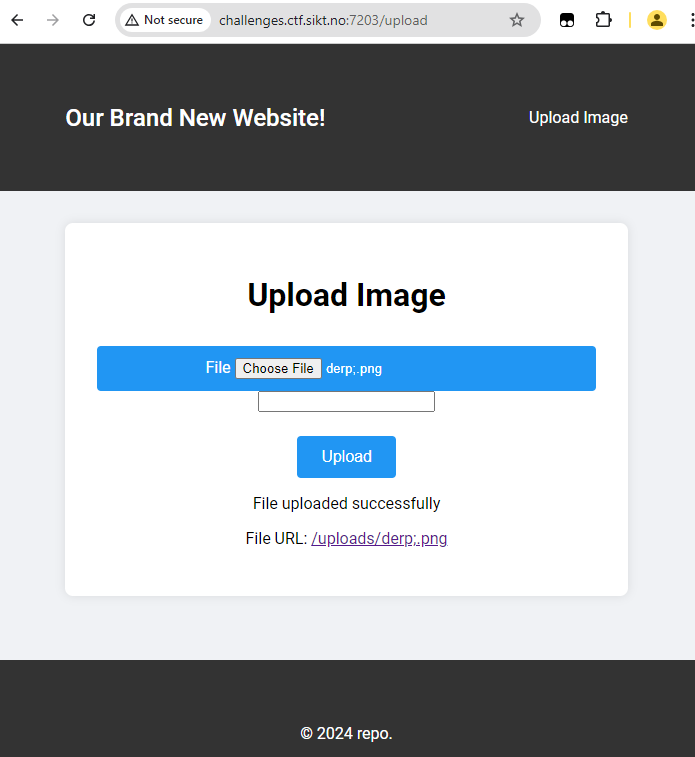 Not secure challenges.ctf.sikt.no:7203/upload
Our Brand New Website! Upload Image
Upload Image
File Choose File derp;.png
Upload
File uploaded successfully
File URL: /uploads/derp;.png
© 2024 repo.